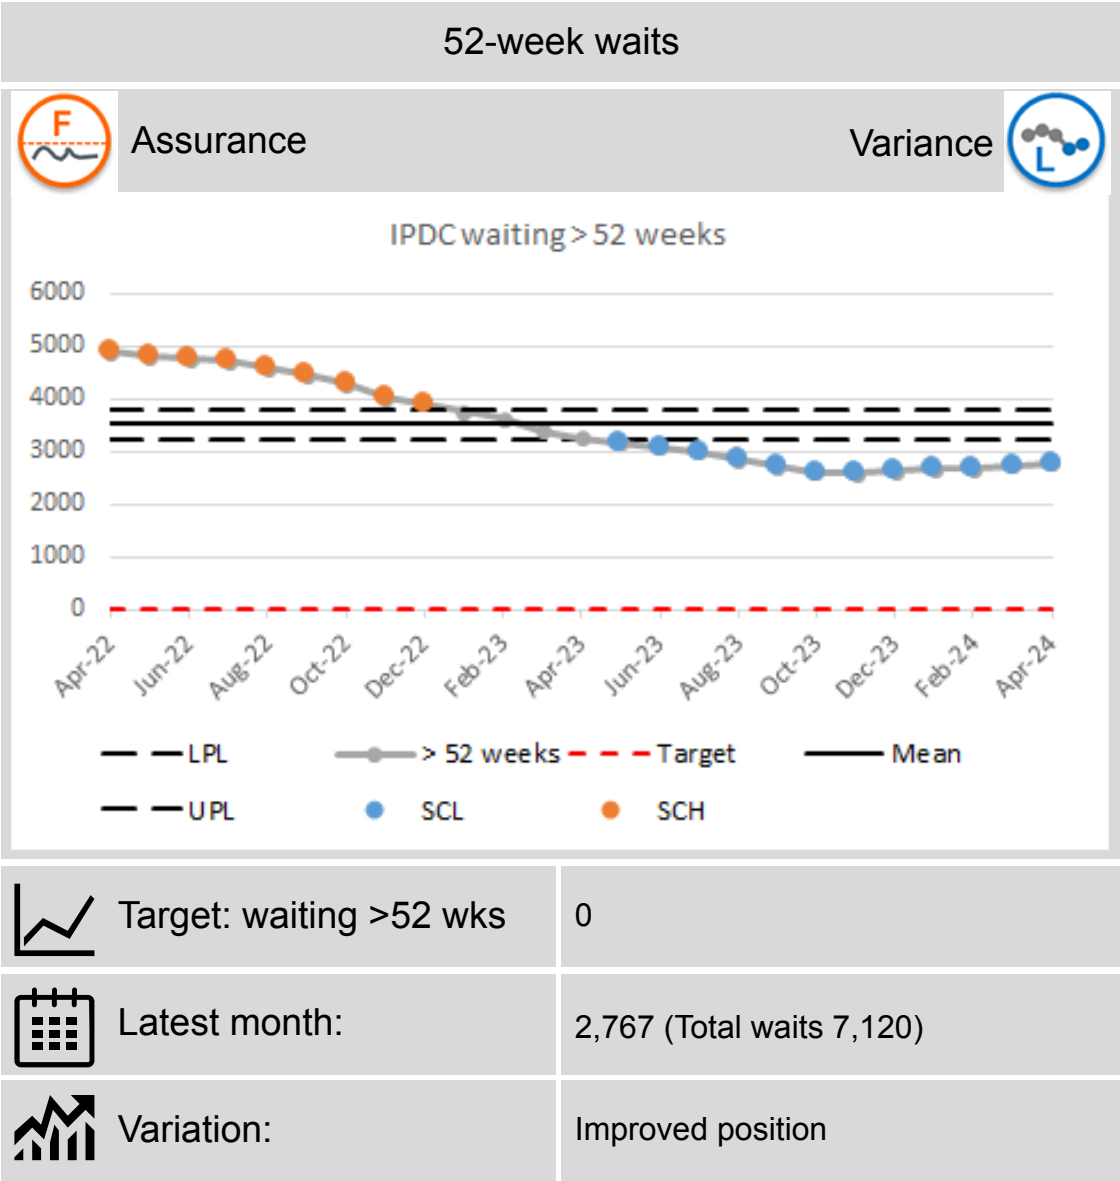 52-week waits
F
Assurance
Variance
L
IPDC waiting > 52 weeks
6000
5000
4000
3000
2000
1000
0
Apr-22 Jun-22 Aug-22 Oct-22 Dec-22 Feb-23 Apr-23 Jun-23 Aug-23 Oct-23 Dec-23 Feb-24 Apr-24
LPL > 52 weeks Target Mean
UPL SCL SCH
Target: waiting >52 wks 0
Latest month: 2,767 (Total waits 7,120)
Variation: Improved position